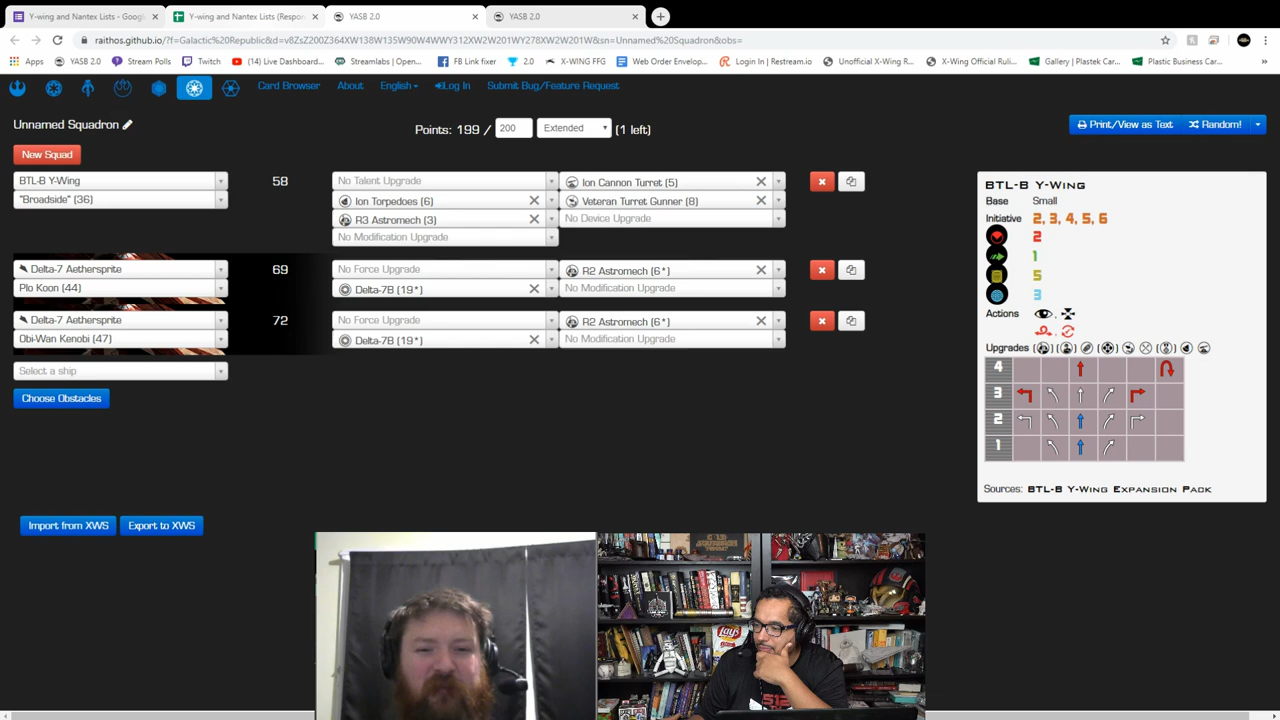 Y-wing and Nantex Lists - Googl
Y-wing and Nantex Lists (Respon
YASB 2.0
YASB 2.0
raithos.github.io/?f=Galactic%20Republic&d=v8ZsZ200Z364XW138W135W90W4WWY312XW2W201WY278XW2W201W&sn=Unnamed%20Squadron&obs=
Apps
YASB 2.0
Stream Polls
Twitch
(14) Live Dashboard...
Streamlabs | Open...
FB Link fixer
2.0
X-WING FFG
Web Order Envelop...
Log In | Restream.io
Unofficial X-Wing R...
X-Wing Official Rulin...
Gallery | Plastek Car...
Plastic Business Car...
Card Browser
About
English
Log In
Submit Bug/Feature Request
Unnamed Squadron
Points: 199 / 200 Extended (1 left)
Print/View as Text
Random!
New Squad
BTL-B Y-Wing
58
No Talent Upgrade
Ion Cannon Turret (5)
"Broadside" (36)
Ion Torpedoes (6)
Veteran Turret Gunner (8)
R3 Astromech (3)
No Device Upgrade
No Modification Upgrade
Delta-7 Aethersprite
69
No Force Upgrade
R2 Astromech (6*)
Plo Koon (44)
Delta-7B (19*)
No Modification Upgrade
Delta-7 Aethersprite
72
No Force Upgrade
R2 Astromech (6*)
Obi-Wan Kenobi (47)
Delta-7B (19*)
No Modification Upgrade
Select a ship
Choose Obstacles
Import from XWS
Export to XWS
BTL-B Y-Wing
Base Small
Initiative 2, 3, 4, 5, 6
2
1
5
3
Actions
Upgrades
4
3
2
1
Sources: BTL-B Y-Wing Expansion Pack
Lay's